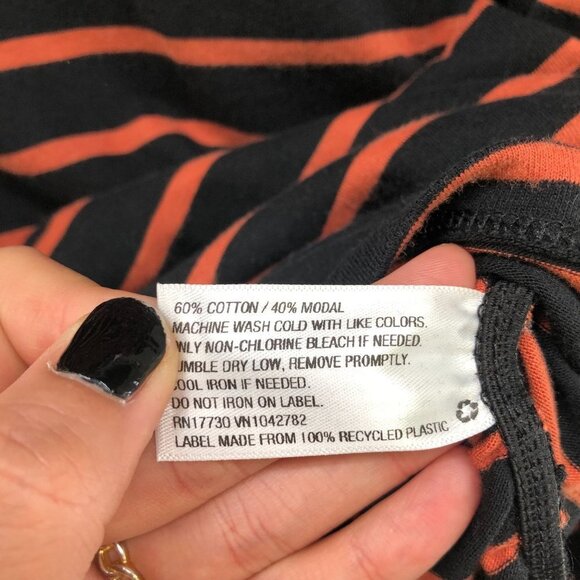 60% COTTON / 40% MODAL
MACHINE WASH COLD WITH LIKE COLORS.
NLY NON-CHLORINE BLEACH IF NEEDED.
UMBLE DRY LOW, REMOVE PROMPTLY.
OOL IRON IF NEEDED.
DO NOT IRON ON LABEL.
RN17730 VN1042782
LABEL MADE FROM 100% RECYCLED PLASTIC